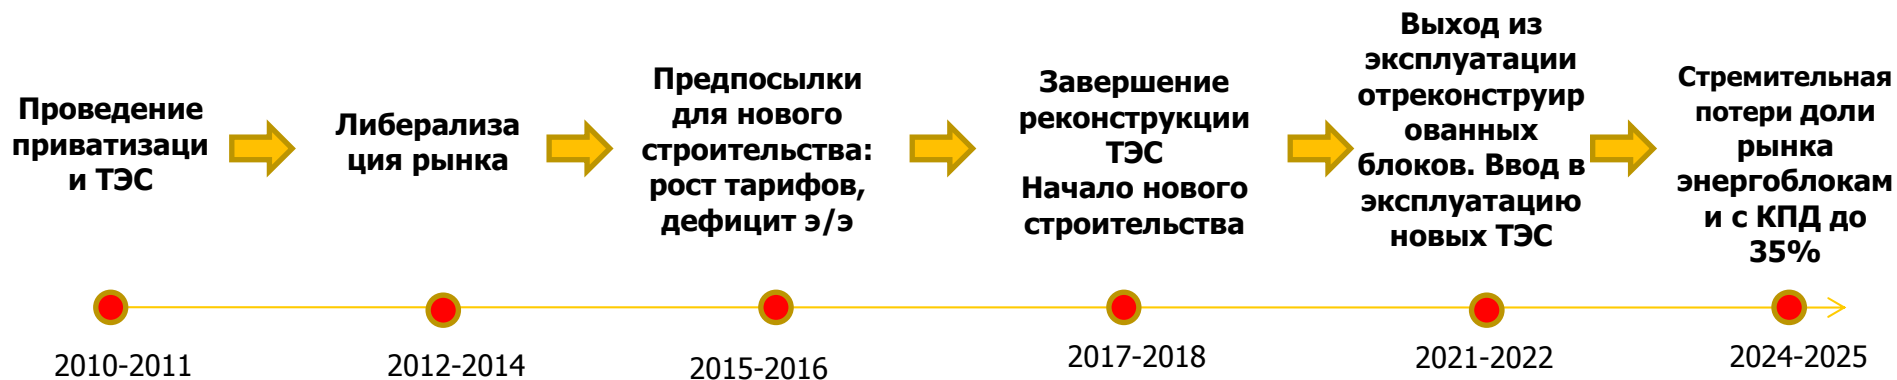 Проведение
приватизаци
и ТЭС
Либерализа
ция рынка
Предпосылки
для нового
строительства:
рост тарифов,
дефицит э/э
Завершение
реконструкции
ТЭС
Начало нового
строительства
Выход из
эксплуатации
отреконструир
ованных
блоков. Ввод в
эксплуатацию
новых ТЭС
Стремительная
потери доли
рынка
энергоблокам
и с КПД до
35%
2010-2011
2012-2014
2015-2016
2017-2018
2021-2022
2024-2025